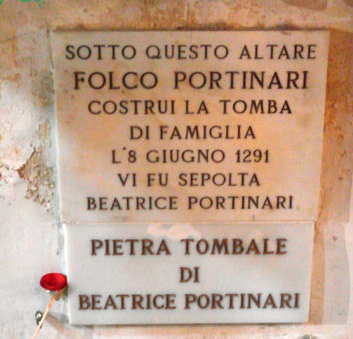 SOTTO QUESTO ALTARE
FOLCO PORTINARI
COSTRUI LA TOMBA
DI FAMIGLIA
L'8 GIUGNO 1291
VI FU SEPOLTA
BEATRICE PORTINARI
PIETRA TOMBALE
DI
BEATRICE PORTINARI